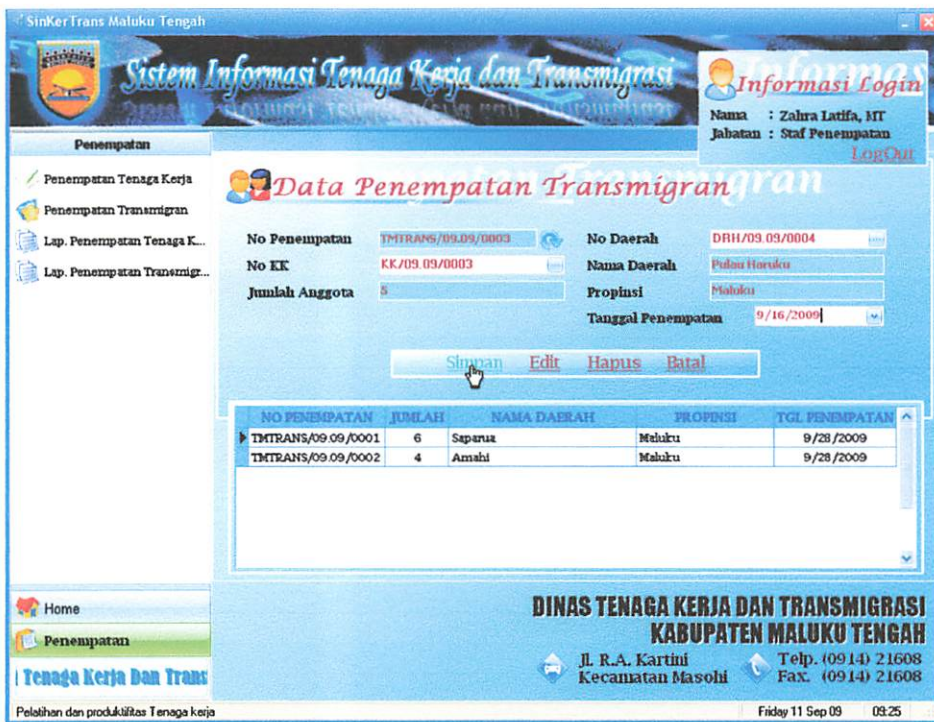 SinKerTrans Maluku Tengah
Sistem Informasi Tenaga Kerja dan Transmigrasi
Informasi Login
Nama : Zahra Latifa, MT
Jabatan : Staf Penempatan
LogOut
Penempatan
Penempatan Tenaga Kerja
Penempatan Transmigran
Lap. Penempatan Tenaga K...
Lap. Penempatan Transmigr...
Data Penempatan Transmigran
No Penempatan TMTRANS/09.09/0003
No KK KK/09.09/0003
Jumlah Anggota 5
No Daerah DRH/09.09/0004
Nama Daerah Pulau Haruku
Propinsi Maluku
Tanggal Penempatan 9/16/2009
Simpan Edit Hapus Batal
NO PENEMPATAN JUMLAH NAMA DAERAH PROPINSI TGL PENEMPATAN
TMTRANS/09.09/0001 6 Saparua Maluku 9/28/2009
TMTRANS/09.09/0002 4 Amahi Maluku 9/28/2009
Home
Penempatan
Tenaga Kerja Dan Trans
DINAS TENAGA KERJA DAN TRANSMIGRASI
KABUPATEN MALUKU TENGAH
Jl. R.A. Kartini
Kecamatan Masohi
Telp. (0914) 21608
Fax. (0914) 21608
Pelatihan dan produktifitas Tenaga kerja
Friday 11 Sep 09 09:25